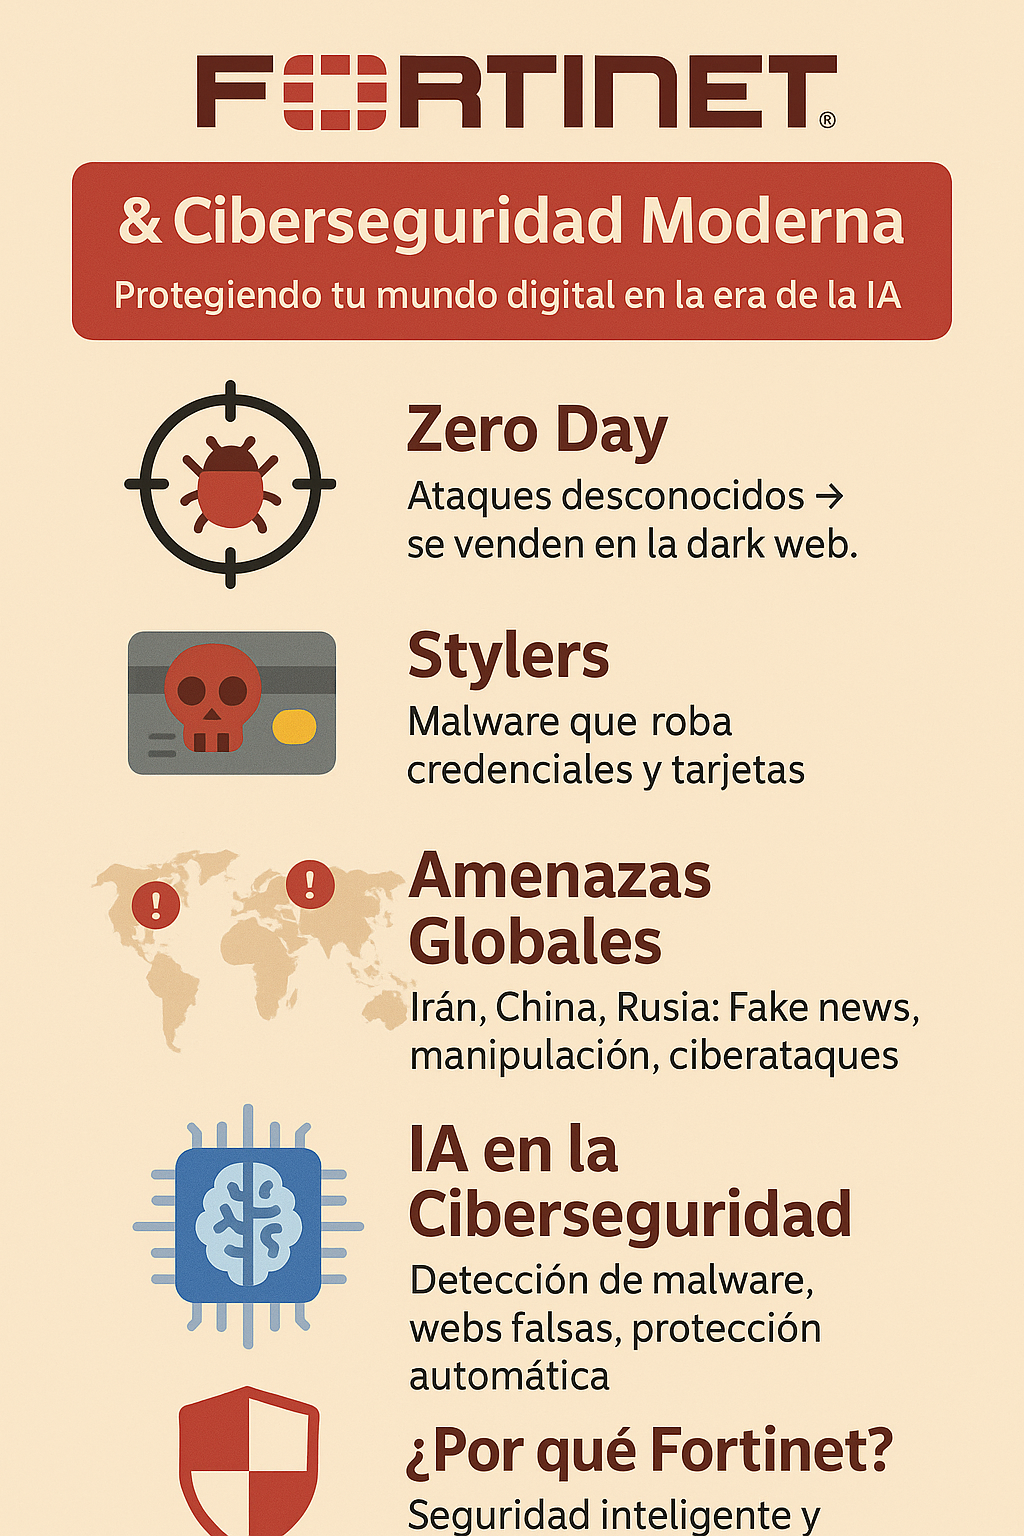 FORTINET®
& Ciberseguridad Moderna
Protegiendo tu mundo digital en la era de la IA
Zero Day
Ataques desconocidos →
se venden en la dark web.
Stylers
Malware que roba
credenciales y tarjetas
Amenazas
Globales
Irán, China, Rusia: Fake news,
manipulación, ciberataques
IA en la
Ciberseguridad
Detección de malware,
webs falsas, protección
automática
¿Por qué Fortinet?
Seguridad inteligente y